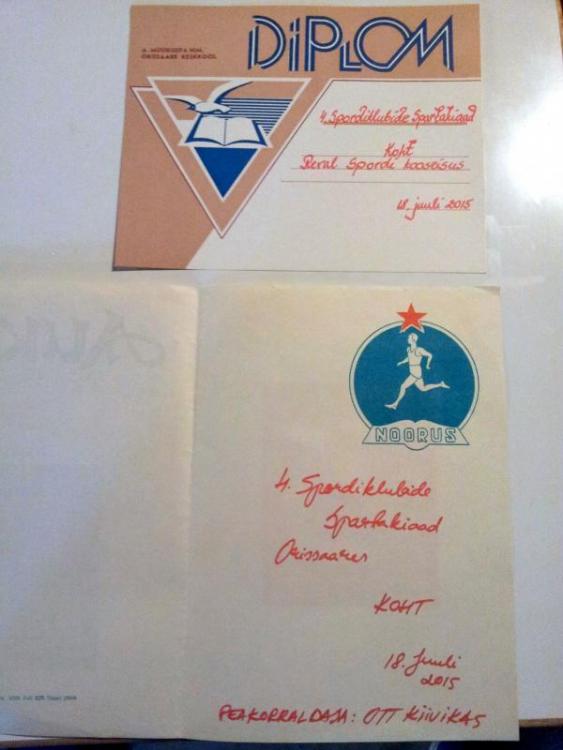 A. MÜÜRISEPA NIM.
ORISSAARE KESKKOOL
DiPLOM
4. Spordiklubide Spartakiaad
Koht
Reval Spordi koosseisus
18. juuli 2015
NOORUS
4. Spordiklubide
Spartakiaad
Orissaares
KOHT
18. Juuli
2015
PEAKORRALDAJA: OTT KIIVIKAS